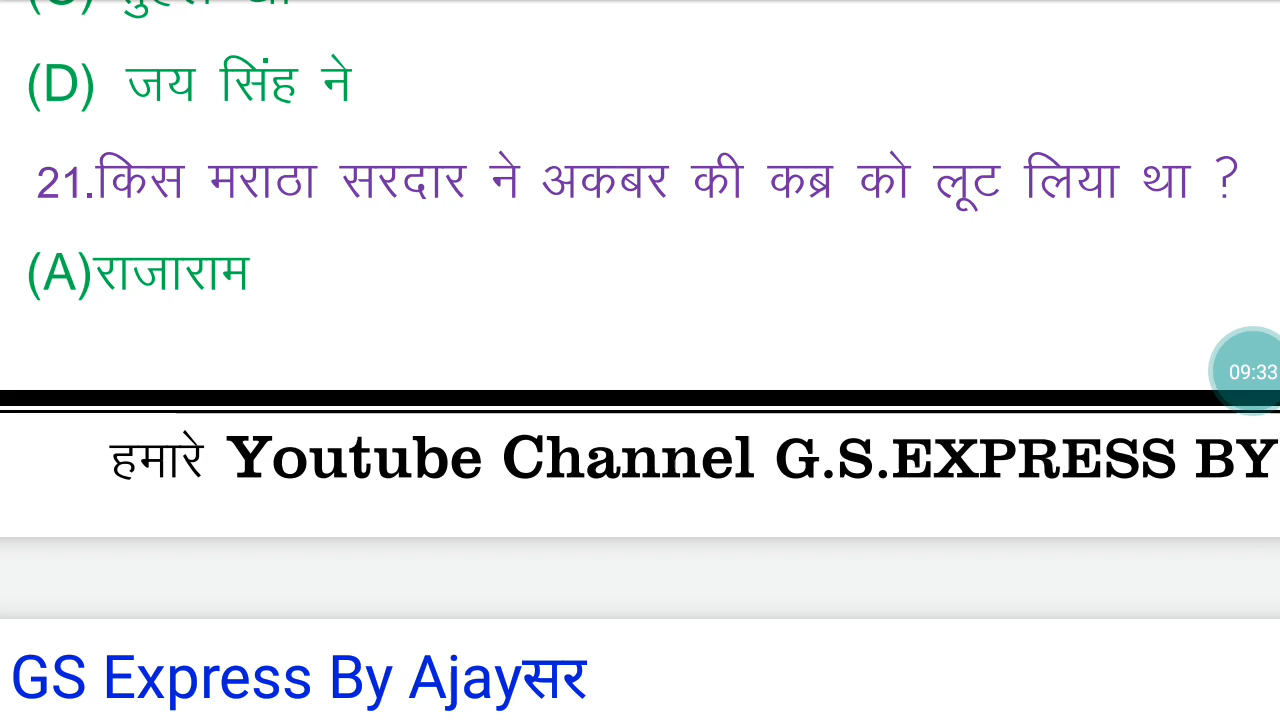 (D) जय सिंह ने
21.किस मराठा सरदार ने अकबर की कब्र को लूट लिया था ?
(A)राजाराम
09:33
हमारे Youtube Channel G.S.EXPRESS BY
GS Express By Ajayसर